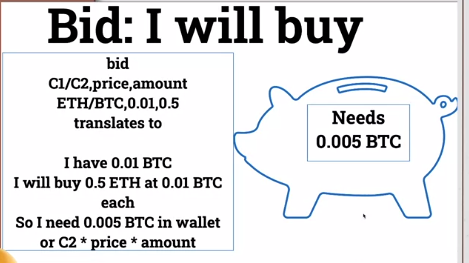 Bid: I will buy
bid
C1/C2,price,amount
ETH/BTC,0.01,0.5
translates to
I have 0.01 BTC
I will buy 0.5 ETH at 0.01 BTC
each
So I need 0.005 BTC in wallet
or C2 * price * amount
Needs
0.005 BTC